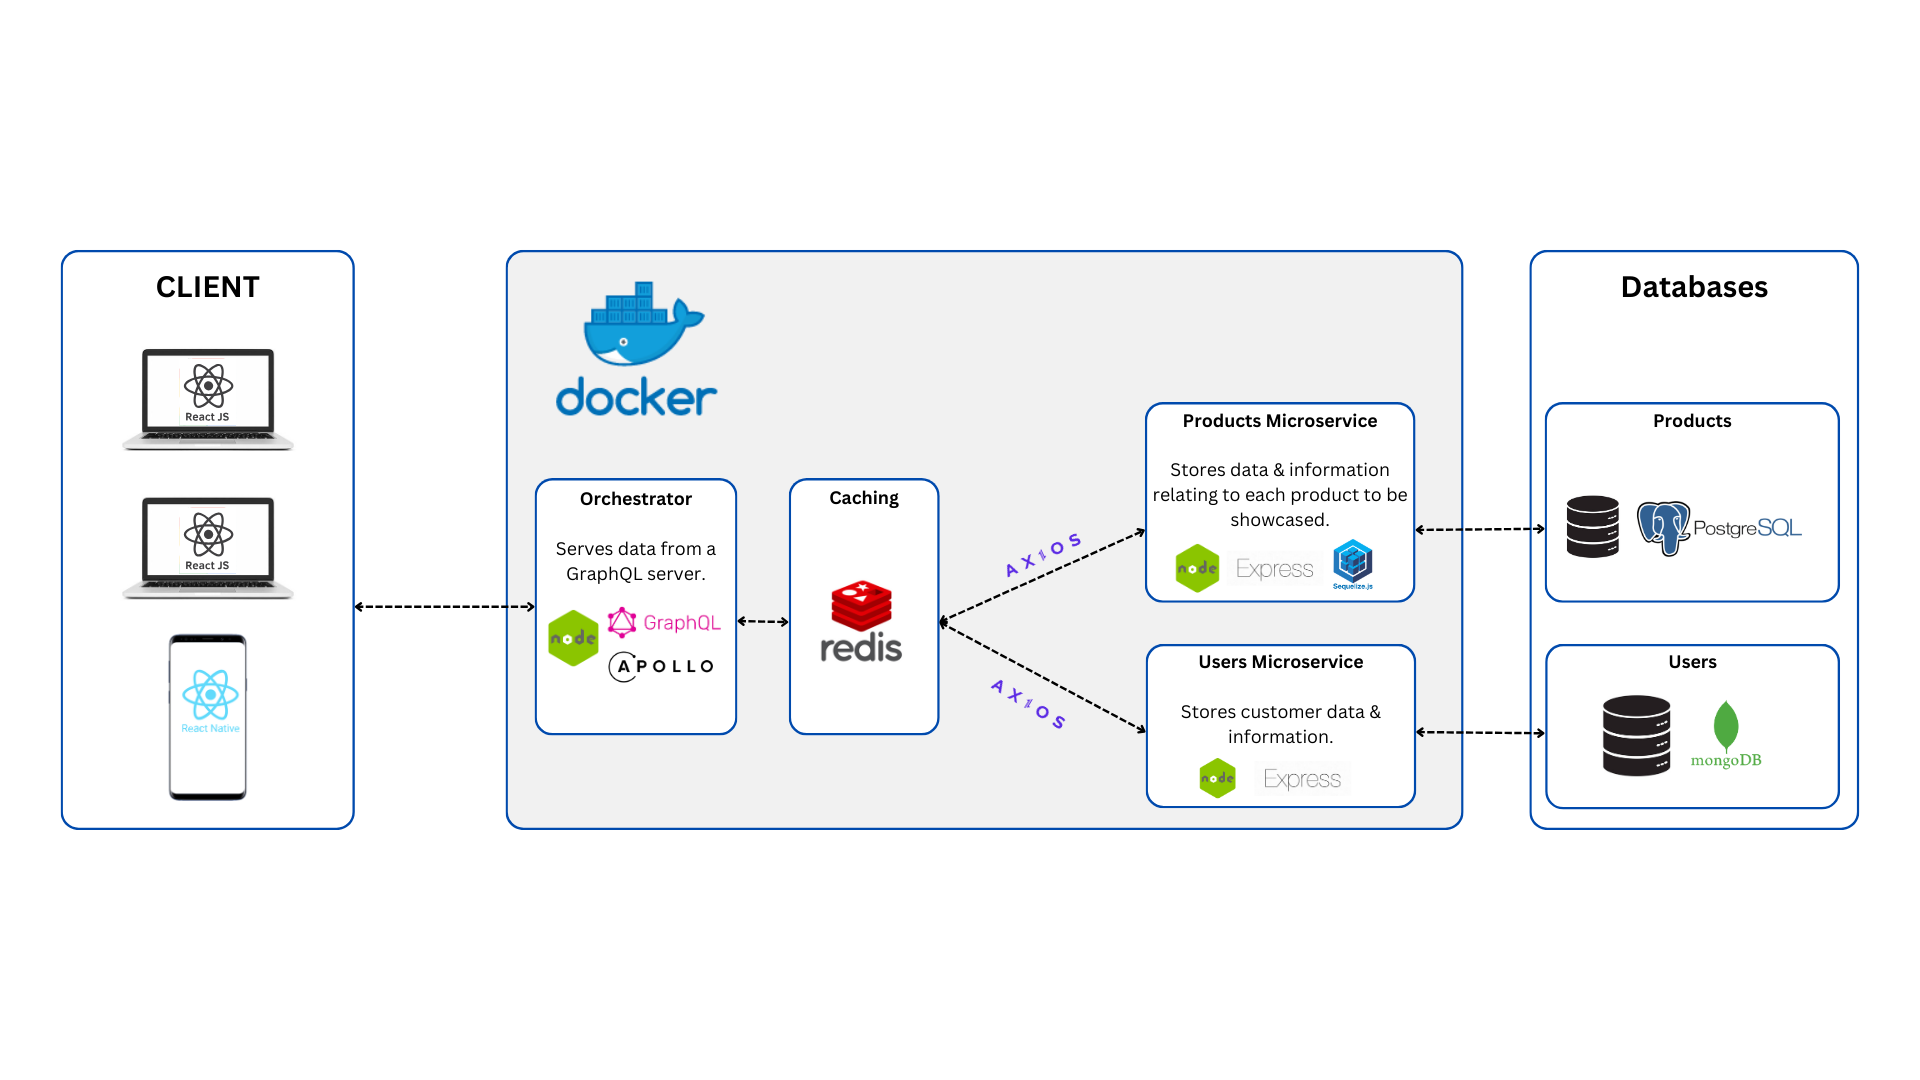 CLIENT
React JS
React JS
React Native
docker
Orchestrator
Serves data from a
GraphQL server.
node
GraphQL
APOLLO
Caching
redis
AXIOS
AXIOS
Products Microservice
Stores data & information
relating to each product to be
showcased.
node
Express
Sequelize.js
Users Microservice
Stores customer data &
information.
node
Express
Databases
Products
PostgreSQL
Users
mongoDB